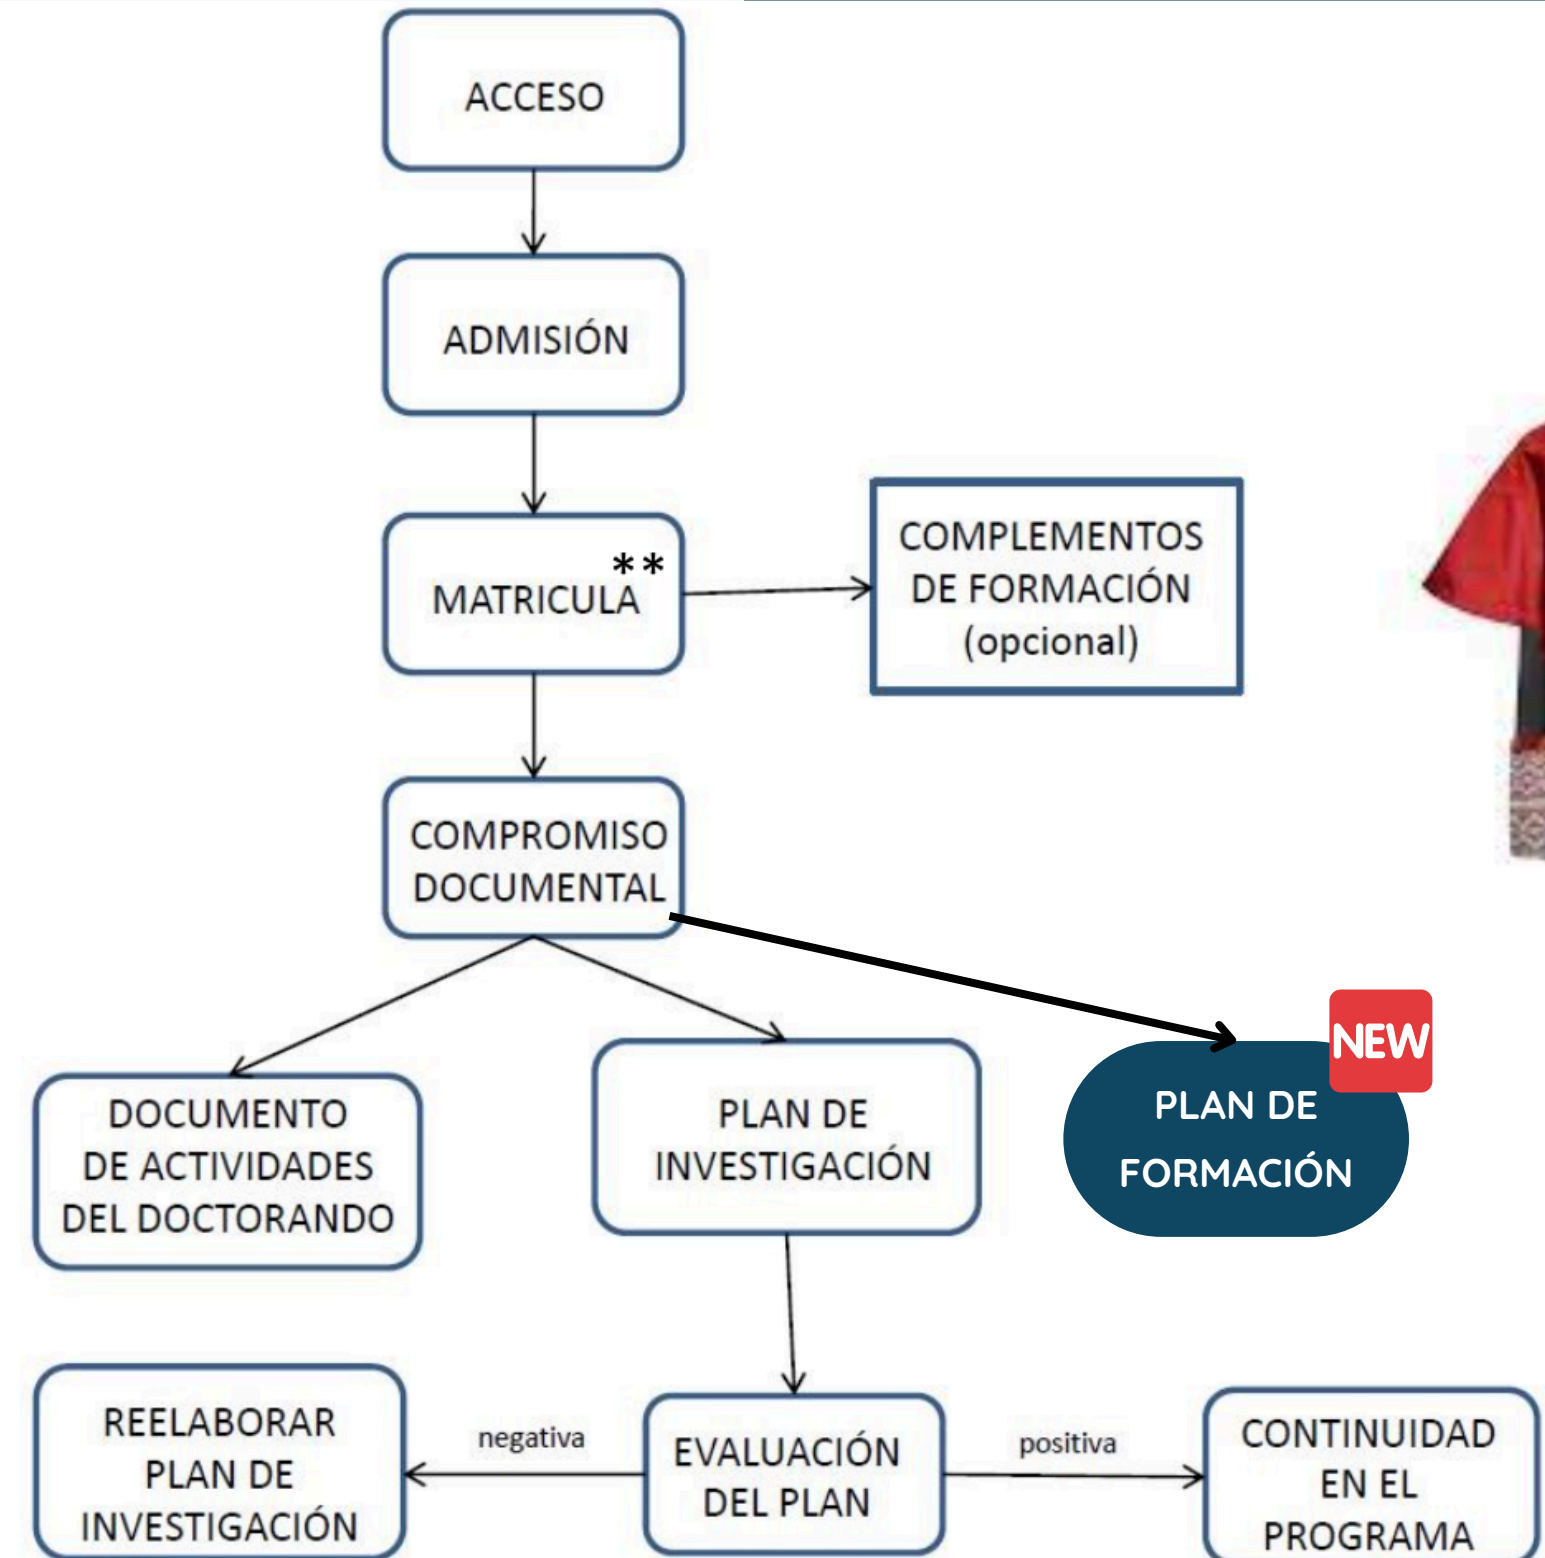 ACCESO
ADMISIÓN
**
MATRICULA
COMPLEMENTOS
DE FORMACIÓN
(opcional)
COMPROMISO
DOCUMENTAL
DOCUMENTO
DE ACTIVIDADES
DEL DOCTORANDO
PLAN DE
INVESTIGACIÓN
NEW
PLAN DE
FORMACIÓN
REELABORAR
PLAN DE
INVESTIGACIÓN
negativa
EVALUACIÓN
DEL PLAN
positiva
CONTINUIDAD
EN EL
PROGRAMA